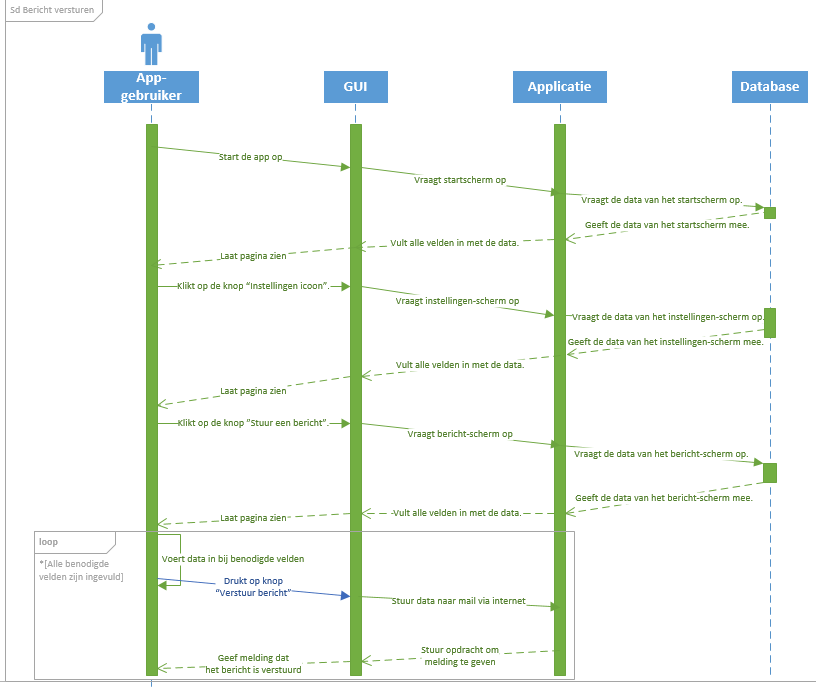 Sd Bericht versturen
App-
gebruiker
GUI
Applicatie
Database
Start de app op
Vraagt startscherm op
Vraagt de data van het startscherm op.
Geeft de data van het startscherm mee.
Vult alle velden in met de data.
Laat pagina zien
Klikt op de knop “Instellingen icoon”.
Vraagt instellingen-scherm op
Vraagt de data van het instellingen-scherm op.
Geeft de data van het instellingen-scherm mee.
Vult alle velden in met de data.
Laat pagina zien
Klikt op de knop “Stuur een bericht”.
Vraagt bericht-scherm op
Vraagt de data van het bericht-scherm op.
Geeft de data van het bericht-scherm mee.
Vult alle velden in met de data.
Laat pagina zien
loop
*[Alle benodigde
velden zijn ingevuld]
Voert data in bij benodigde velden
Drukt op knop
“Verstuur bericht”
Stuur data naar mail via internet
Stuur opdracht om
melding te geven
Geef melding dat
het bericht is verstuurd